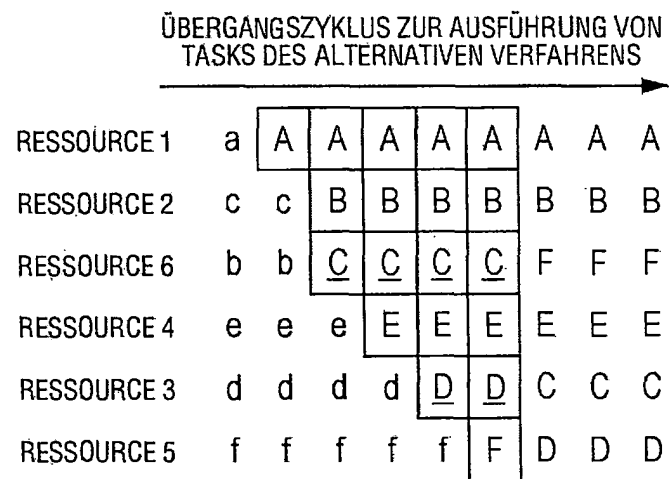 ÜBERGANGSZYKLUS ZUR AUSFÜHRUNG VON
TASKS DES ALTERNATIVEN VERFAHRENS
RESSOURCE 1 a A A A A A A A A
RESSOURCE 2 c c B B B B B B B
RESSOURCE 6 b b C C C C F F F
RESSOURCE 4 e e e E E E E E E
RESSOURCE 3 d d d d D D C C C
RESSOURCE 5 f f f f f F D D D